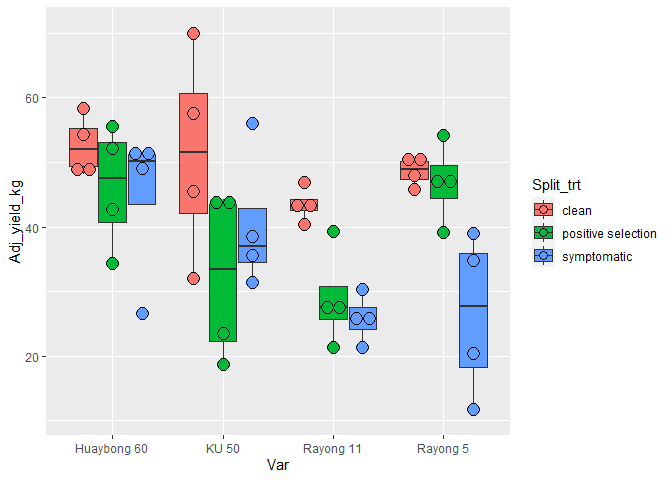 Adj_yield_kg
60
40
20
Huaybong 60
KU 50
Rayong 11
Rayong 5
Var
Split_trt
clean
positive selection
symptomatic